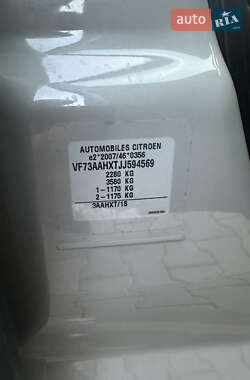 AUTO RIA
AUTOMOBILES CITROEN
e2*2007/46*0356
VF73AAHXTJJ594569
2280 KG
3580 KG
1-1170 KG
2-1175 KG
3AAHXT/18